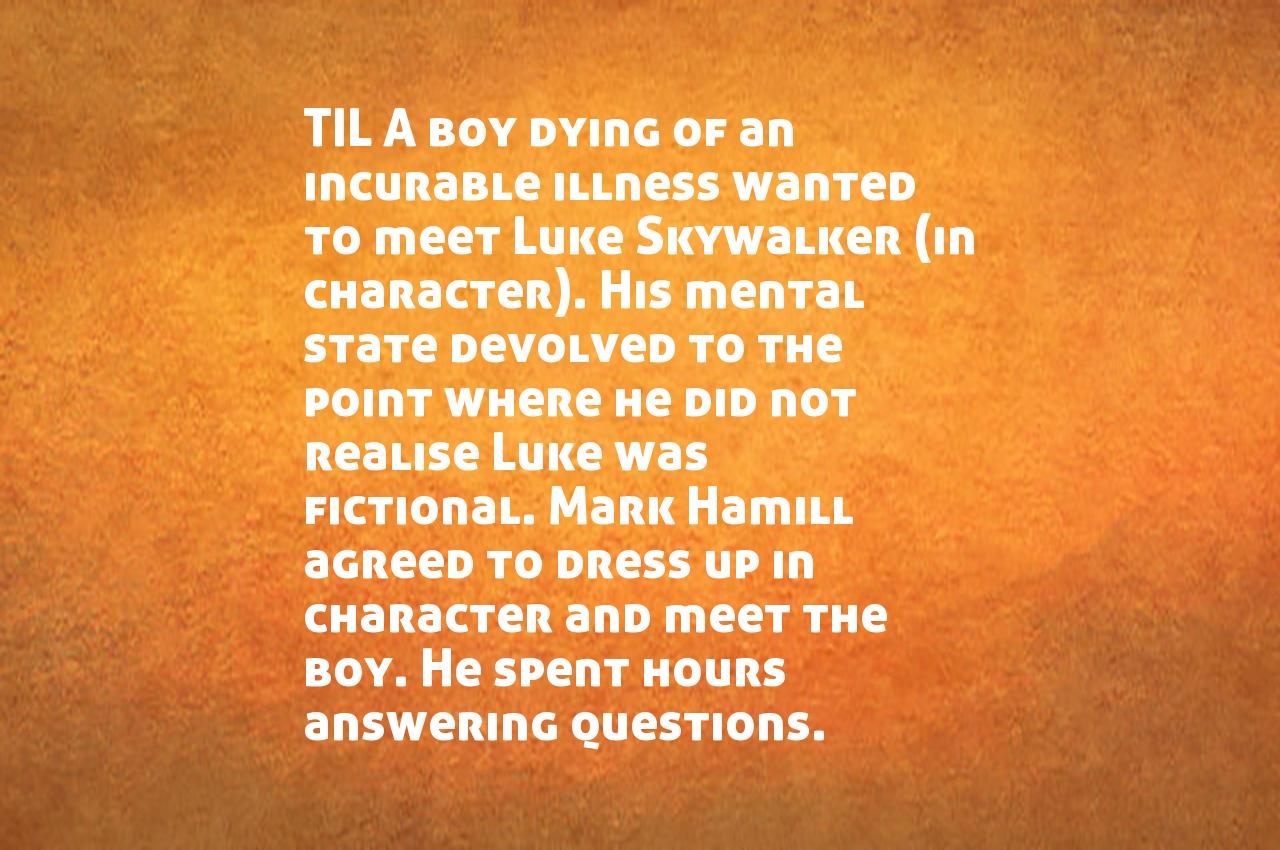 TIL A boy dying of an
incurable illness wanted
to meet Luke Skywalker (in
character). His mental
state devolved to the
point where he did not
realise Luke was
fictional. Mark Hamill
agreed to dress up in
character and meet the
boy. He spent hours
answering questions.